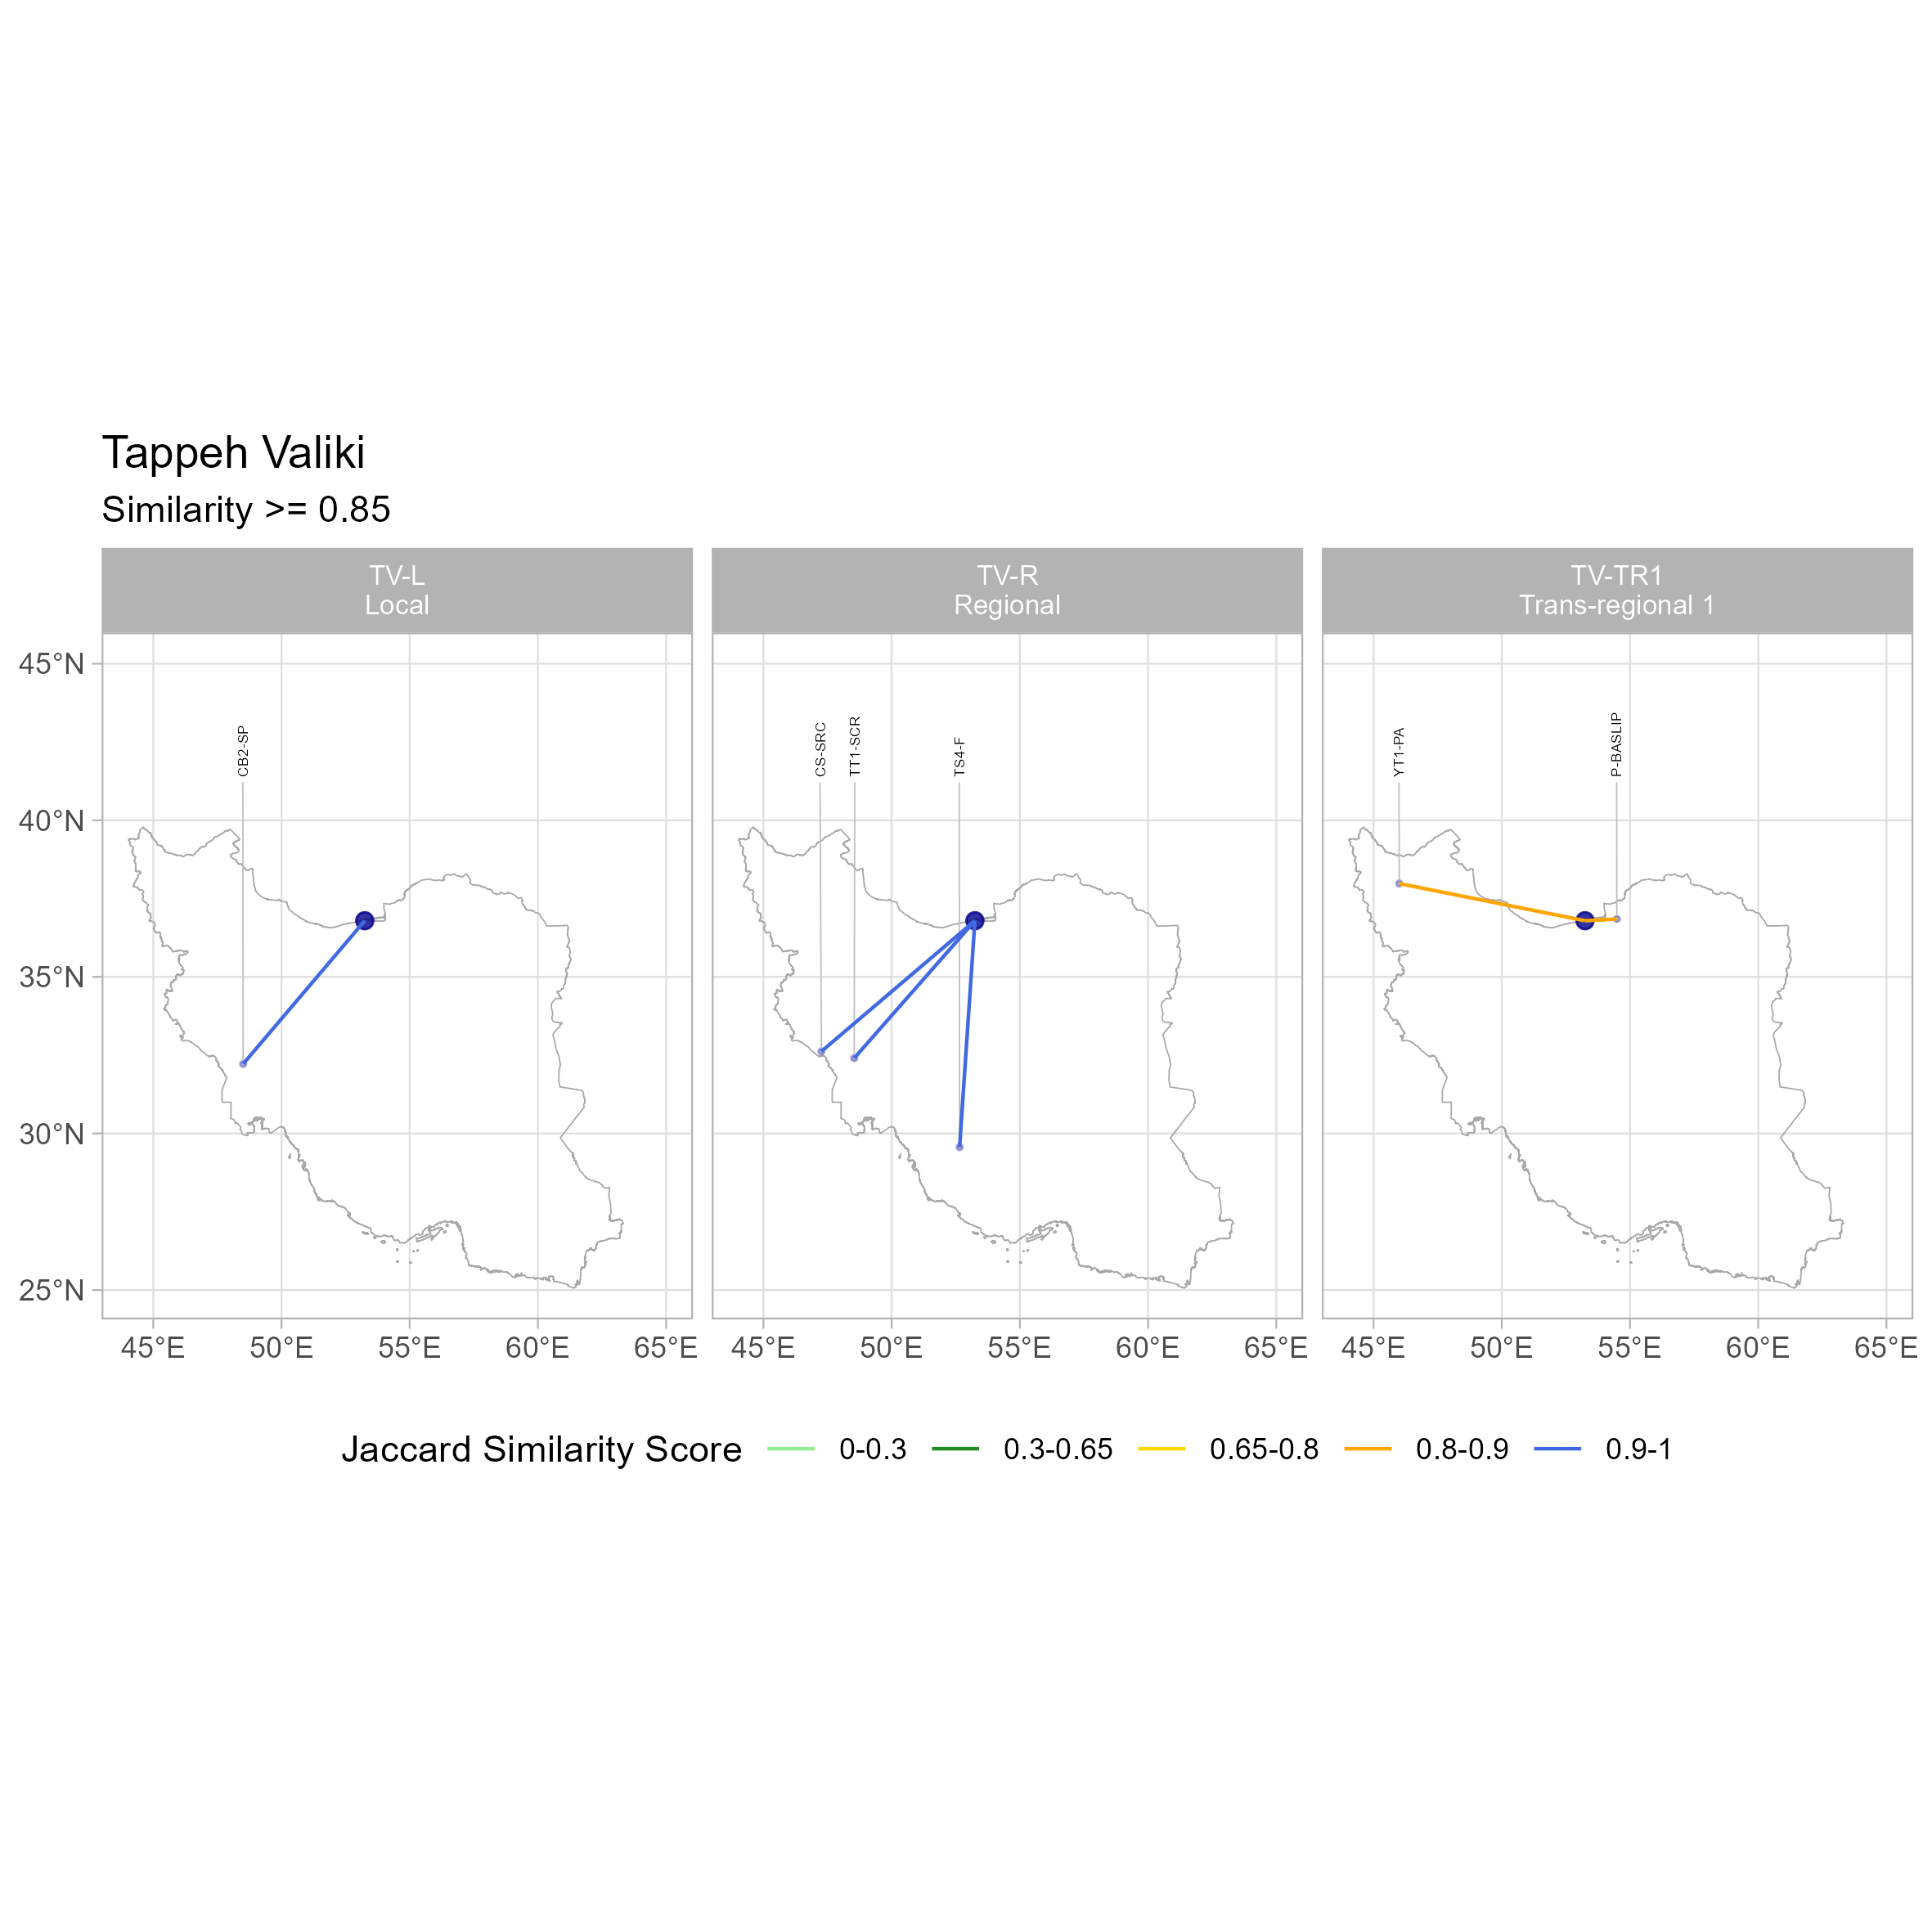 Tappeh Valiki
Similarity >= 0.85
TV-L
Local
TV-R
Regional
TV-TR1
Trans-regional 1
45°N
40°N
35°N
30°N
25°N
CB2-SP
CS-SRC
TT1-SCR
TS4-F
YT1-PA
P-BASLIP
45°E 50°E 55°E 60°E 65°E
45°E 50°E 55°E 60°E 65°E
45°E 50°E 55°E 60°E 65°E
Jaccard Similarity Score 0-0.3 0.3-0.65 0.65-0.8 0.8-0.9 0.9-1